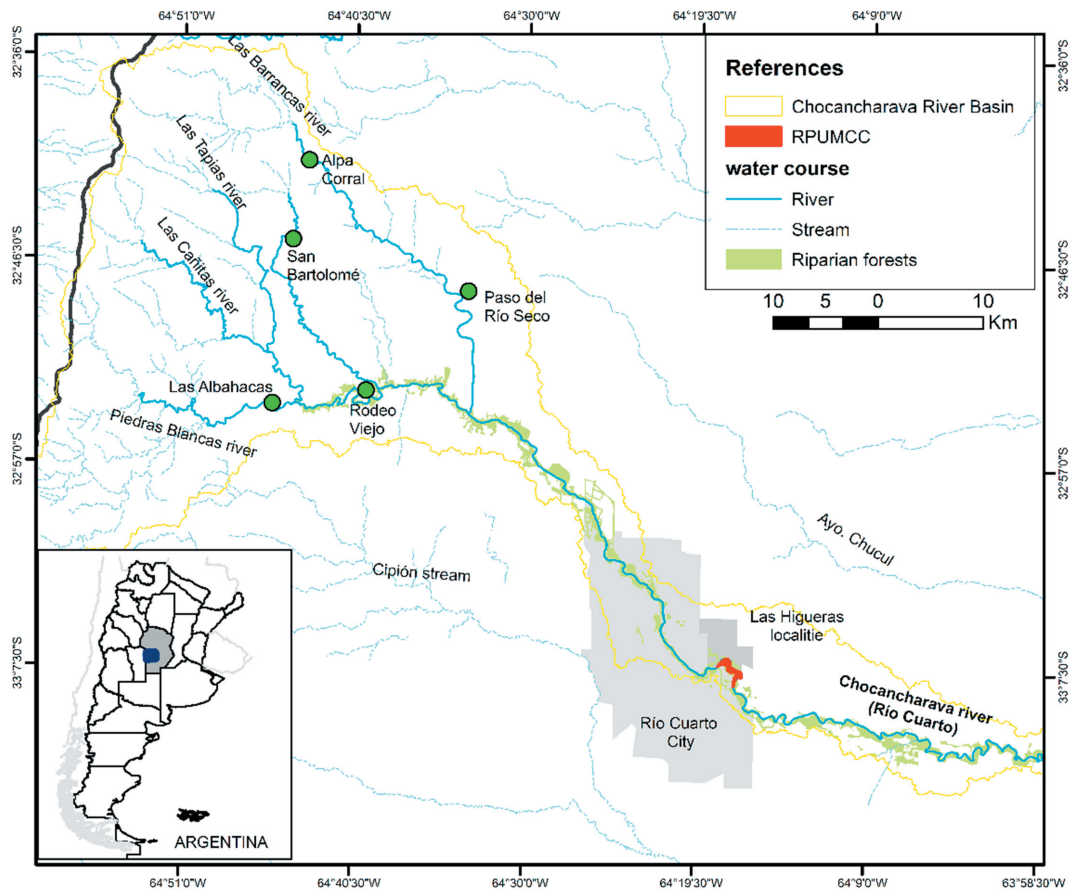 64°51'0"W
64°40'30"W
64°30'0"W
64°19'30"W
64°9'0"W
32°36'0"S
32°36'0"S
Las Barrancas river
Las Tapias river
Las Cañitas river
Alpa
Corral
San
Bartolomé
Paso del
Río Seco
References
Chocancharava River Basin
RPUMCC
water course
River
Stream
Riparian forests
10
5
0
10
Km
32°46'30"S
32°46'30"S
Las Albahacas
Rodeo
Viejo
Piedras Blancas river
32°57'0"S
32°57'0"S
Ayo. Chucul
Cipión stream
Las Higueras
localitie
33°7'30"S
33°7'30"S
Chocancharava river
(Río Cuarto)
Río Cuarto
City
ARGENTINA
64°51'0"W
64°40'30"W
64°30'0"W
64°19'30"W
64°9'0"W
63°58'30"W